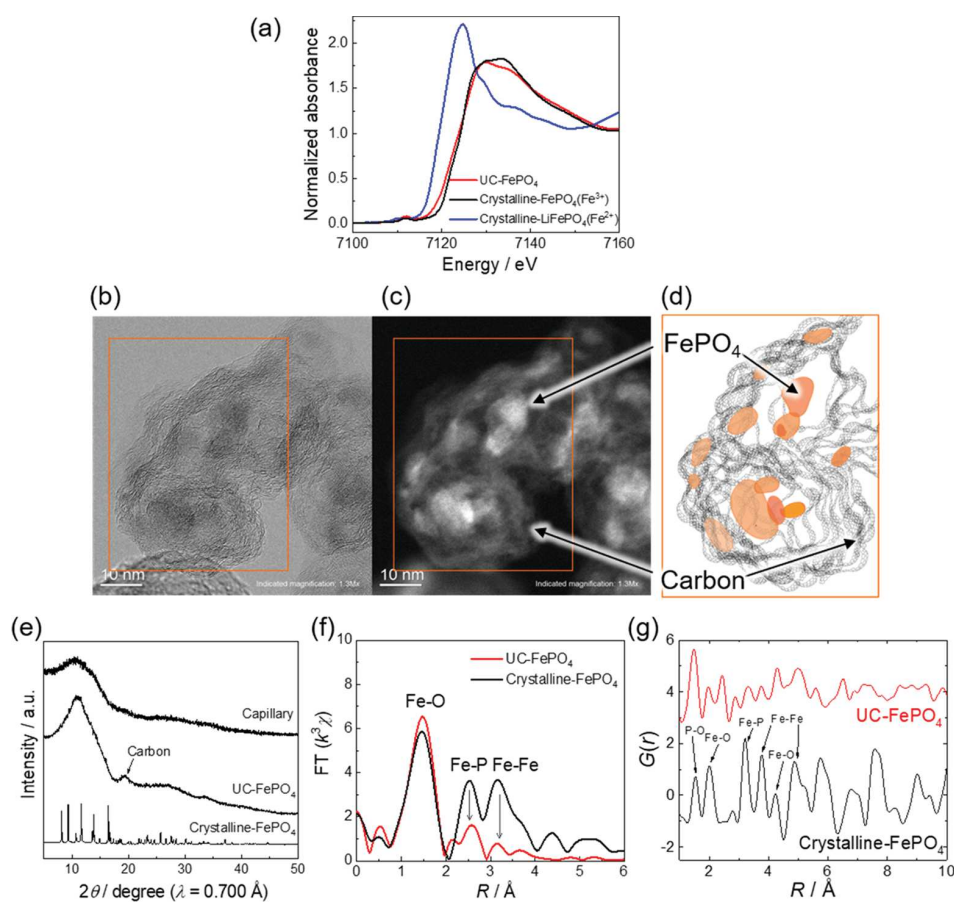 (a)
Normalized absorbance
2.0
1.5
1.0
0.5
0.0
UC-FePO₄
Crystalline-FePO₄(Fe³⁺)
Crystalline-LiFePO₄(Fe²⁺)
7100 7120 7140 7160
Energy / eV
(b)
(c)
(d)
FePO₄
Carbon
10 nm
Indicated magnification: 1.3Mx
10 nm
Indicated magnification: 1.3Mx
(e)
Intensity / a.u.
Capillary
Carbon
UC-FePO₄
Crystalline-FePO₄
10 20 30 40 50
2θ / degree (λ = 0.700 Å)
(f)
FT (k³χ)
10
8
6
4
2
0
UC-FePO₄
Crystalline-FePO₄
Fe-O
Fe-P Fe-Fe
0 1 2 3 4 5 6
R / Å
(g)
G(r)
4
2
0
-2
UC-FePO₄
P-O
Fe-O
Fe-P
Fe-Fe
Fe-O
Crystalline-FePO₄
2 4 6 8 10
R / Å